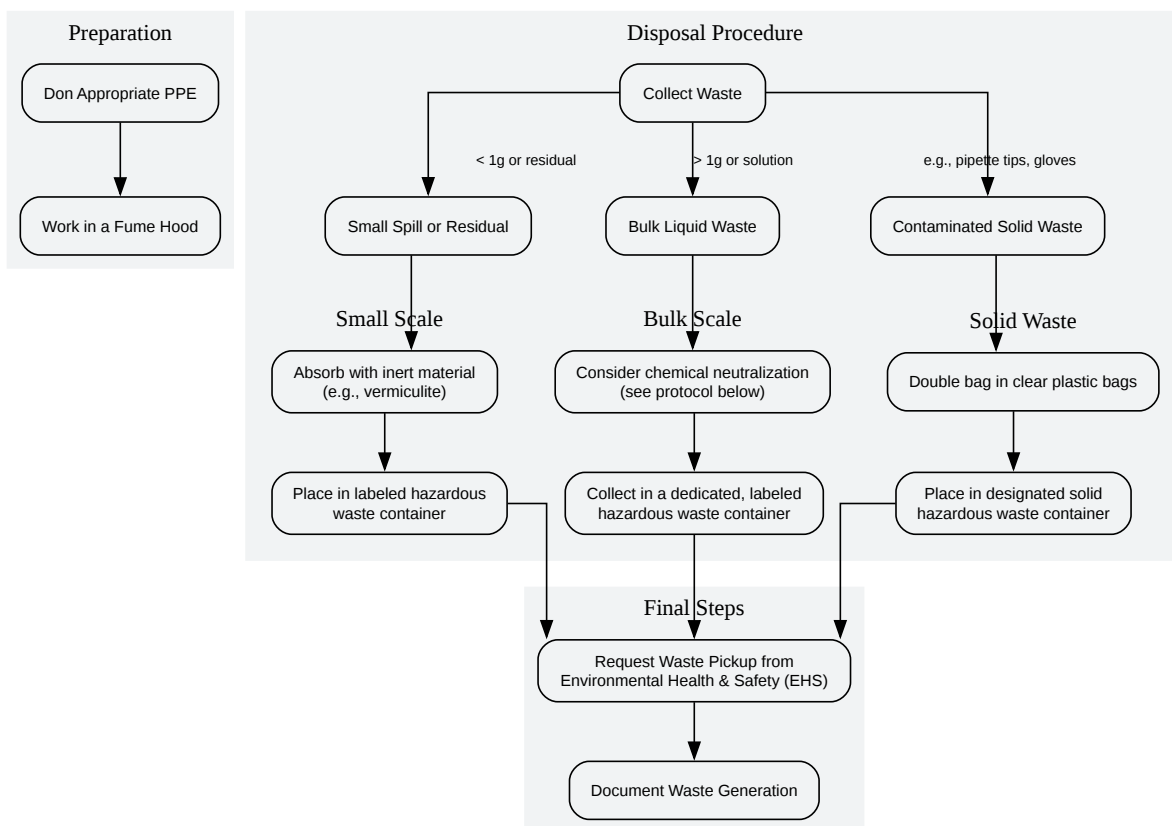 Preparation
Don Appropriate PPE
Work in a Fume Hood
Disposal Procedure
Collect Waste
< 1g or residual
> 1g or solution
e.g., pipette tips, gloves
Small Spill or Residual
Bulk Liquid Waste
Contaminated Solid Waste
Small Scale
Bulk Scale
Solid Waste
Absorb with inert material
(e.g., vermiculite)
Consider chemical neutralization
(see protocol below)
Double bag in clear plastic bags
Place in labeled hazardous
waste container
Collect in a dedicated, labeled
hazardous waste container
Place in designated solid
hazardous waste container
Final Steps
Request Waste Pickup from
Environmental Health & Safety (EHS)
Document Waste Generation